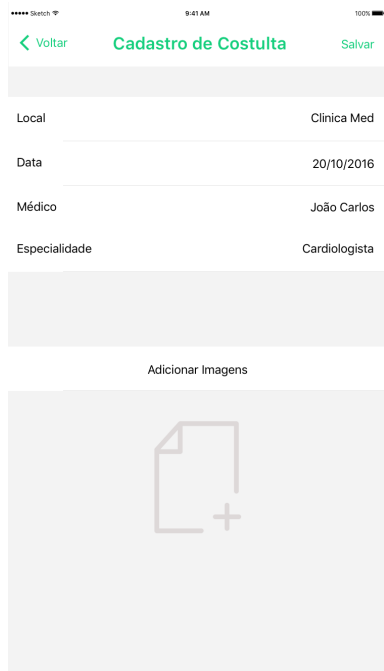 Sketch 9:41 AM 100%
Voltar Cadastro de Costulta Salvar
Local Clinica Med
Data 20/10/2016
Médico João Carlos
Especialidade Cardiologista
Adicionar Imagens